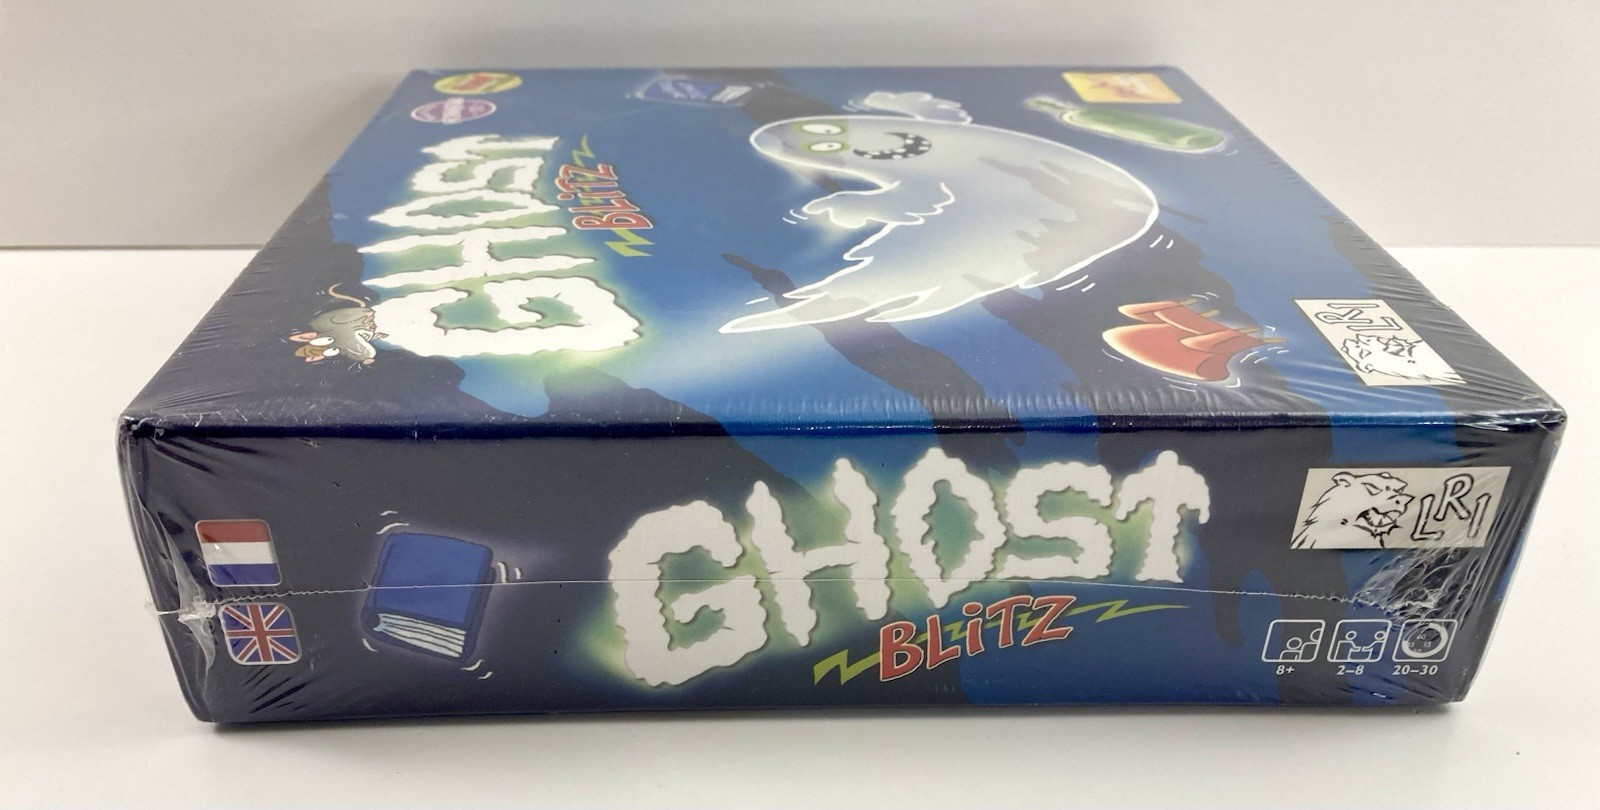 GHOST
BLiTZ
LRI
GHOST
BLiTZ
LRI
8+
2–8
20–30